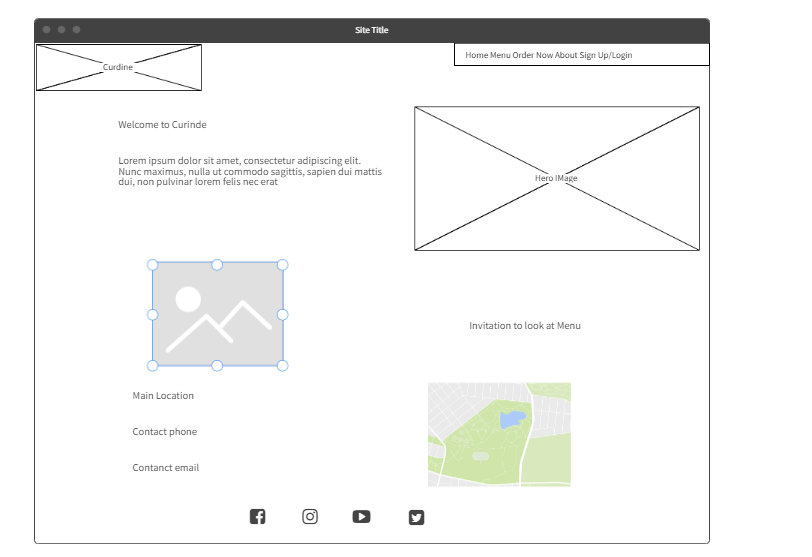 Site Title
Curdine
Home Menu Order Now About Sign Up/Login
Welcome to Curinde
Lorem ipsum dolor sit amet, consectetur adipiscing elit.
Nunc maximus, nulla ut commodo sagittis, sapien dui mattis
dui, non pulvinar lorem felis nec erat
Hero IMage
Invitation to look at Menu
Main Location
Contact phone
Contanct email